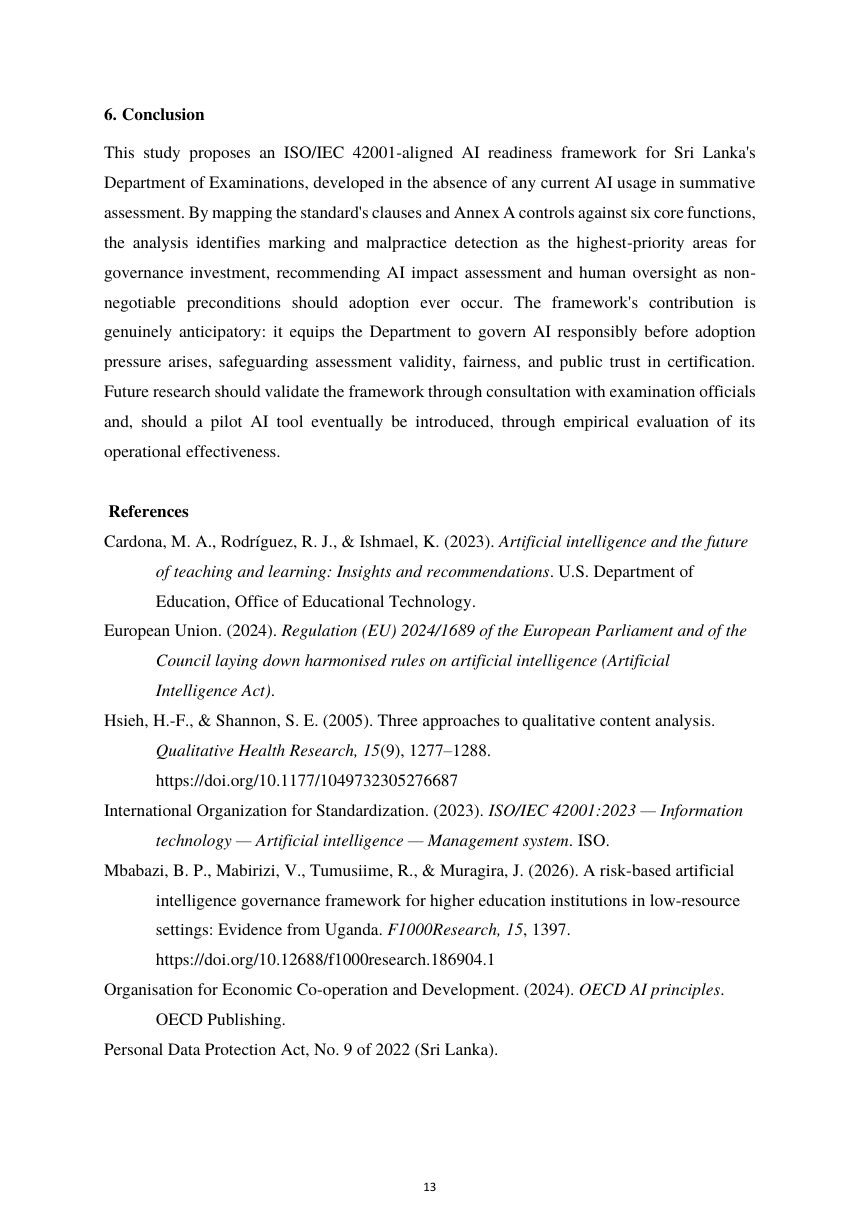 6. Conclusion
This study proposes an ISO/IEC 42001-aligned AI readiness framework for Sri Lanka's
Department of Examinations, developed in the absence of any current AI usage in summative
assessment. By mapping the standard's clauses and Annex A controls against six core functions,
the analysis identifies marking and malpractice detection as the highest-priority areas for
governance investment, recommending AI impact assessment and human oversight as non-
negotiable preconditions should adoption ever occur. The framework's contribution is
genuinely anticipatory: it equips the Department to govern AI responsibly before adoption
pressure arises, safeguarding assessment validity, fairness, and public trust in certification.
Future research should validate the framework through consultation with examination officials
and, should a pilot AI tool eventually be introduced, through empirical evaluation of its
operational effectiveness.
References
Cardona, M. A., Rodríguez, R. J., & Ishmael, K. (2023). Artificial intelligence and the future
of teaching and learning: Insights and recommendations. U.S. Department of
Education, Office of Educational Technology.
European Union. (2024). Regulation (EU) 2024/1689 of the European Parliament and of the
Council laying down harmonised rules on artificial intelligence (Artificial
Intelligence Act).
Hsieh, H.-F., & Shannon, S. E. (2005). Three approaches to qualitative content analysis.
Qualitative Health Research, 15(9), 1277–1288.
https://doi.org/10.1177/1049732305276687
International Organization for Standardization. (2023). ISO/IEC 42001:2023 — Information
technology — Artificial intelligence — Management system. ISO.
Mbabazi, B. P., Mabirizi, V., Tumusiime, R., & Muragira, J. (2026). A risk-based artificial
intelligence governance framework for higher education institutions in low-resource
settings: Evidence from Uganda. F1000Research, 15, 1397.
https://doi.org/10.12688/f1000research.186904.1
Organisation for Economic Co-operation and Development. (2024). OECD AI principles.
OECD Publishing.
Personal Data Protection Act, No. 9 of 2022 (Sri Lanka).
13